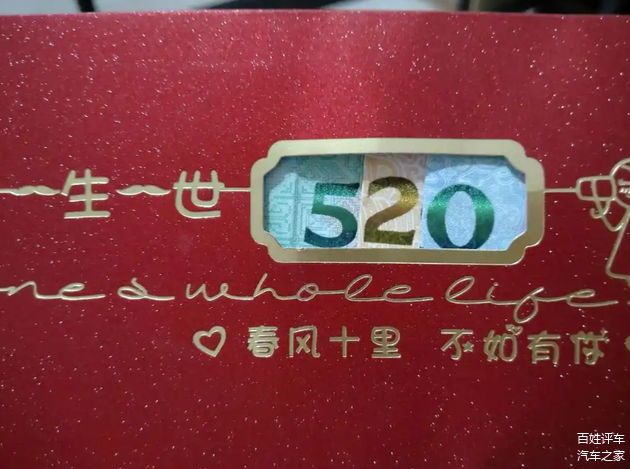 一生一世
520
ne a whole life
春风十里 不如有你
百姓评车
汽车之家